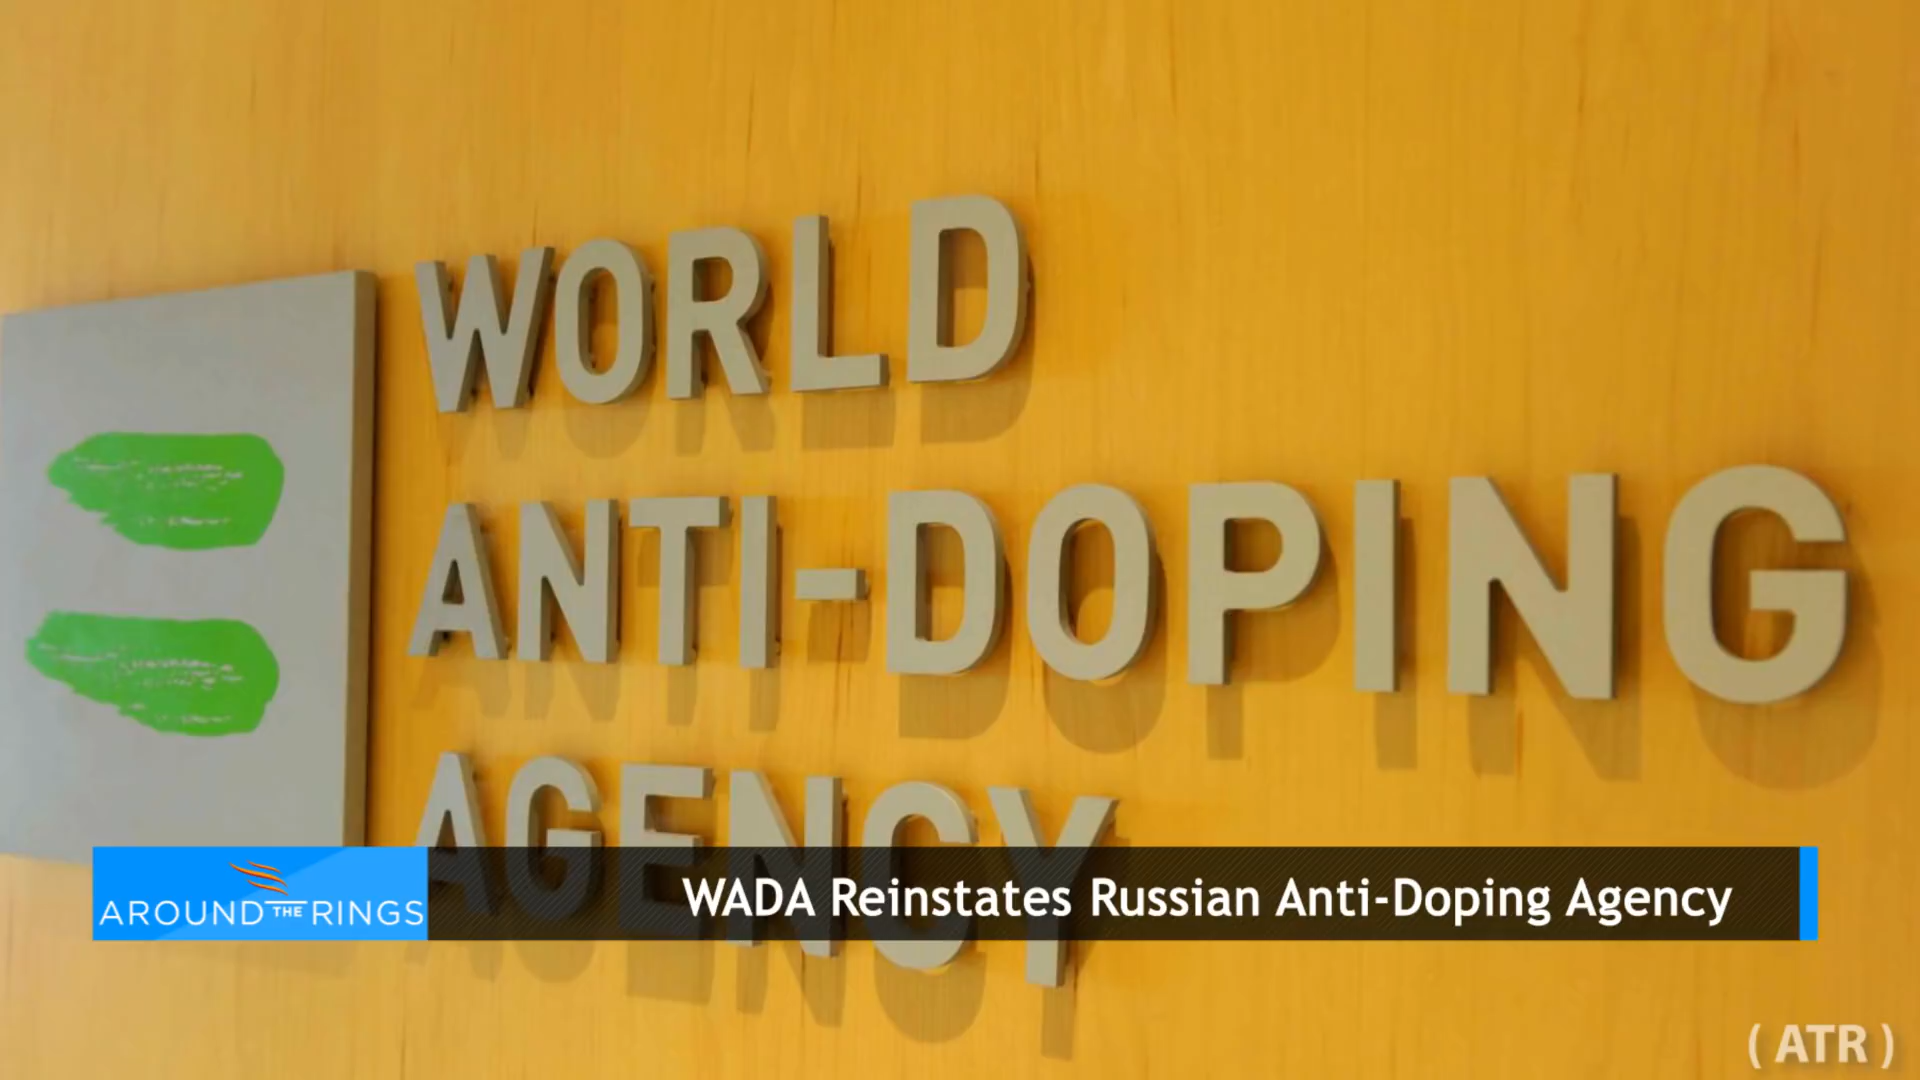 WORLD
ANTI-DOPING
AGENCY
AROUND THE RINGS
WADA Reinstates Russian Anti-Doping Agency
( ATR )